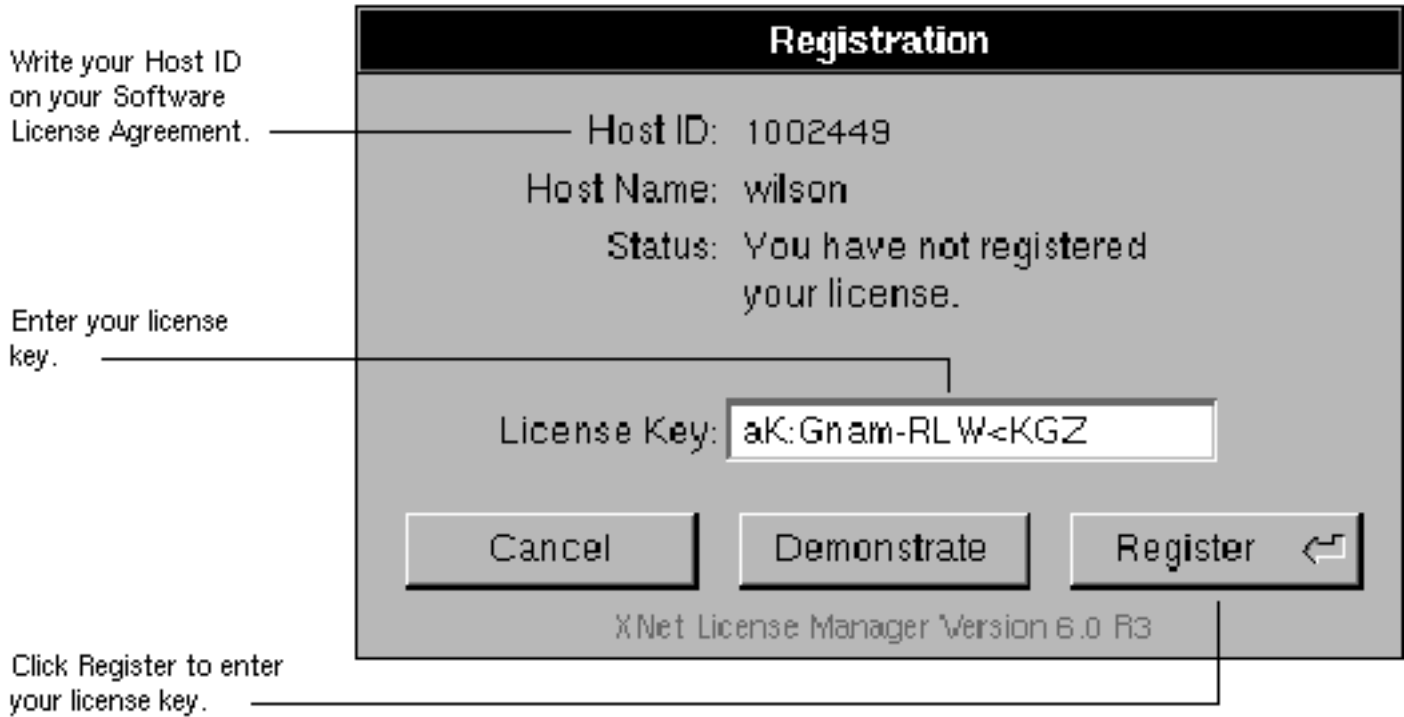 Registration
Write your Host ID
on your Software
License Agreement.
Host ID: 1002449
Host Name: wilson
Status: You have not registered
your license.
Enter your license
key.
License Key: aK:Gnam-RLW<KGZ
Cancel Demonstrate Register
XNet License Manager Version 6.0 R3
Click Register to enter
your license key.